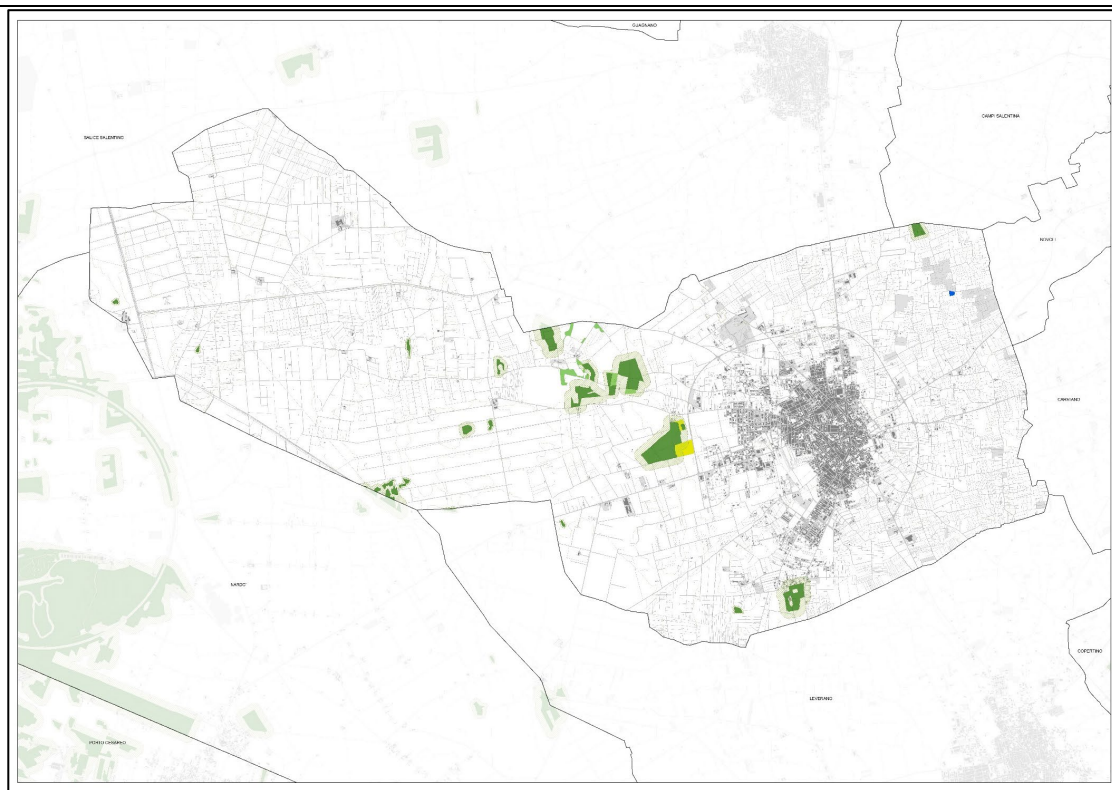 GUAGNANO
SALICE SALENTINO
CAMPI SALENTINA
NOVOLI
CARMIANO
NARDO'
COPERTINO
LEVERANO
PORTO CESAREO